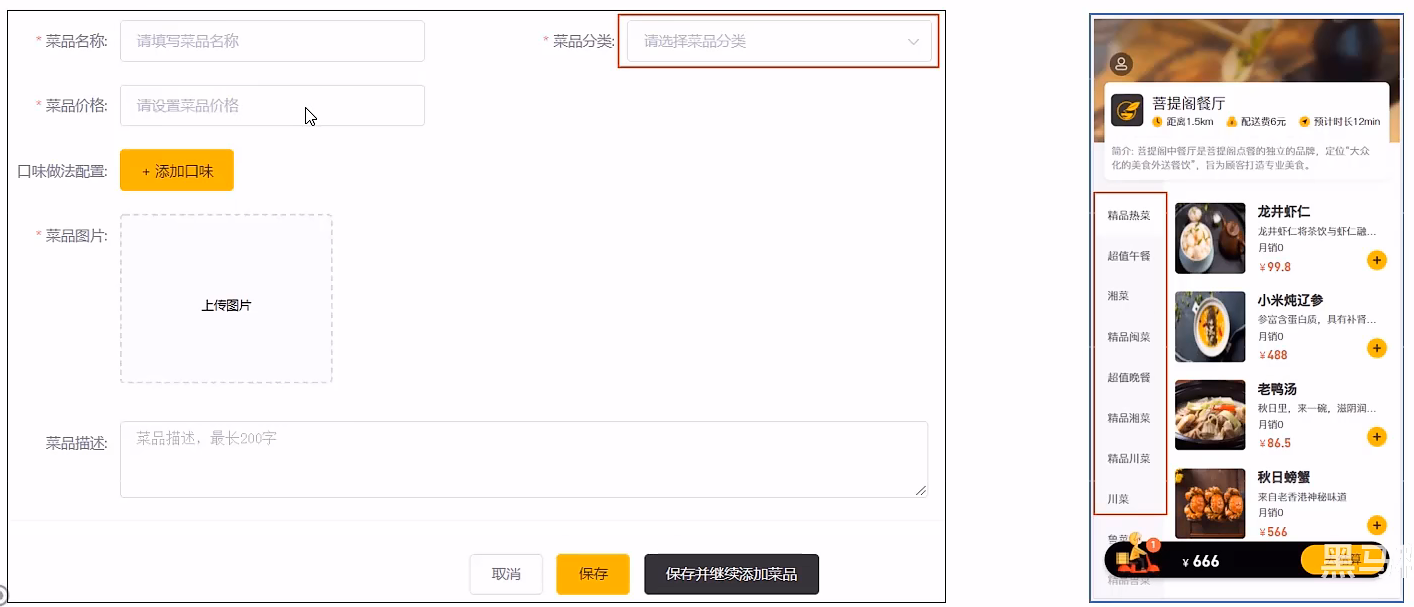 * 菜品名称: 请填写菜品名称
* 菜品分类: 请选择菜品分类
* 菜品价格: 请设置菜品价格
口味做法配置: + 添加口味
* 菜品图片:
上传图片
菜品描述: 菜品描述，最长200字
取消 保存 保存并继续添加菜品
菩提阁餐厅
距离1.5km 配送费6元 预计时长12min
简介: 菩提阁中餐厅是菩提阁点餐的独立的品牌，定位“大众
化的美食外送餐饮”，旨为顾客打造专业美食。
精品热菜
超值午餐
湘菜
精品闽菜
超值晚餐
精品湘菜
精品川菜
川菜
龙井虾仁
龙井虾仁将茶饮与虾仁融...
月销0
¥99.8
+
小米炖辽参
参富含蛋白质，具有补肾...
月销0
¥488
+
老鸭汤
秋日里，来一碗，滋阴润...
月销0
¥86.5
+
秋日螃蟹
来自老香港神秘味道
月销0
¥566
+
1
¥ 666
黑马